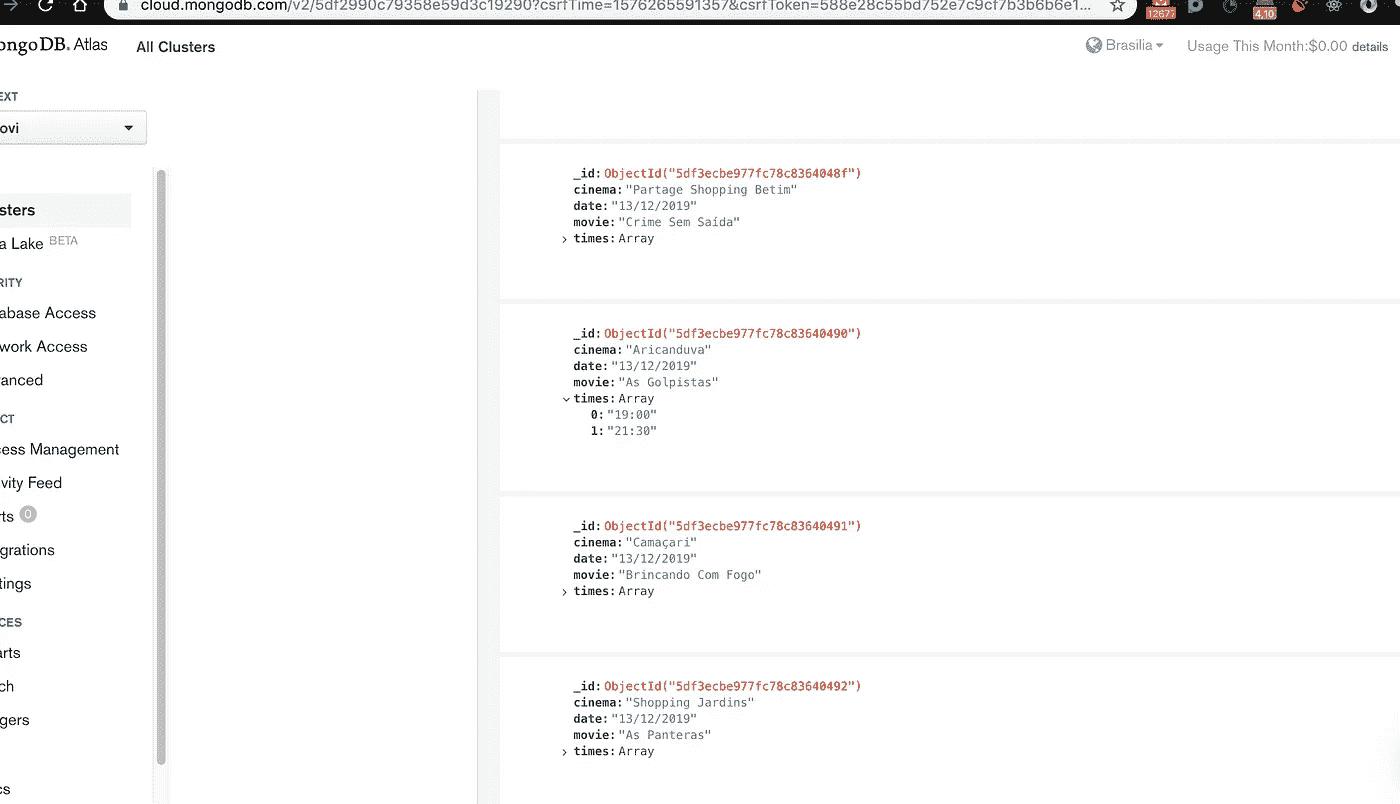 cloud.mongodb.com/v2/5df2990c79358e59d3c19290?csrfTime=1576265591357&csrfToken=588e28c55bd752e7c9cf7b3b6b6e1...
12677
4,10
ongoDB. Atlas
All Clusters
Brasilia
Usage This Month:$0.00 details
EXT
ovi
sters
a Lake BETA
RITY
abase Access
work Access
anced
CT
cess Management
vity Feed
rts 0
grations
tings
CES
arts
ch
gers
cs
_id: ObjectId("5df3ecbe977fc78c8364048f")
cinema: "Partage Shopping Betim"
date: "13/12/2019"
movie: "Crime Sem Saída"
times: Array
_id: ObjectId("5df3ecbe977fc78c83640490")
cinema: "Aricanduva"
date: "13/12/2019"
movie: "As Golpistas"
times: Array
0: "19:00"
1: "21:30"
_id: ObjectId("5df3ecbe977fc78c83640491")
cinema: "Camaçari"
date: "13/12/2019"
movie: "Brincando Com Fogo"
times: Array
_id: ObjectId("5df3ecbe977fc78c83640492")
cinema: "Shopping Jardins"
date: "13/12/2019"
movie: "As Panteras"
times: Array